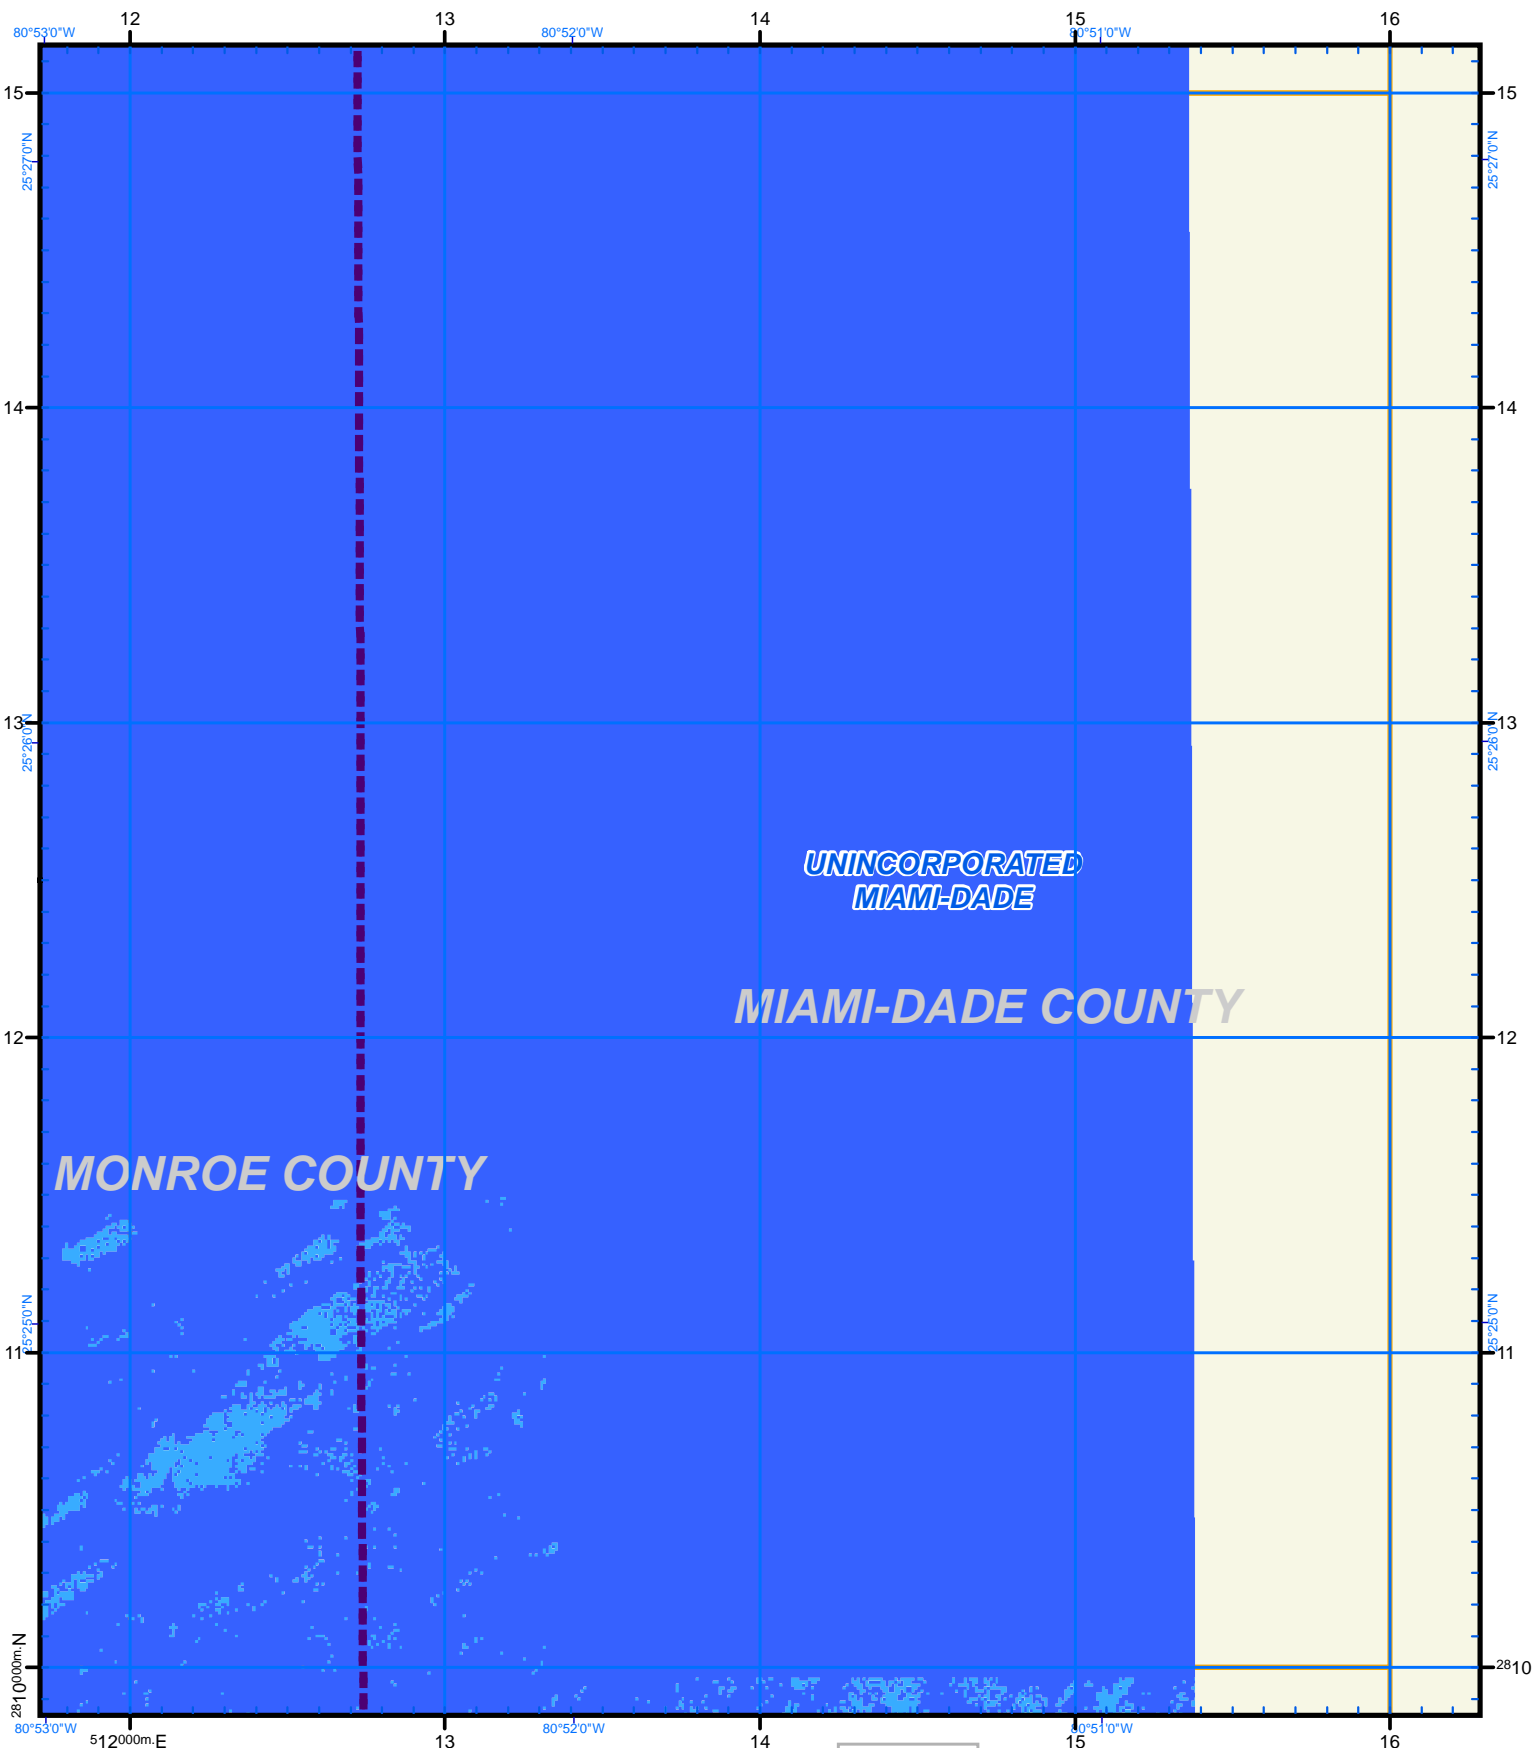 12 13 14 15 16
80°53'0"W 80°52'0"W 80°51'0"W
15 15
25°27'0"N 25°27'0"N
14 14
13 13
25°26'0"N 25°26'0"N
UNINCORPORATED
MIAMI-DADE
MIAMI-DADE COUNTY
12 12
MONROE COUNTY
25°25'0"N 25°25'0"N
11 11
2810000m.N 2810
80°53'0"W 80°52'0"W 80°51'0"W
512000m.E 13 14 15 16